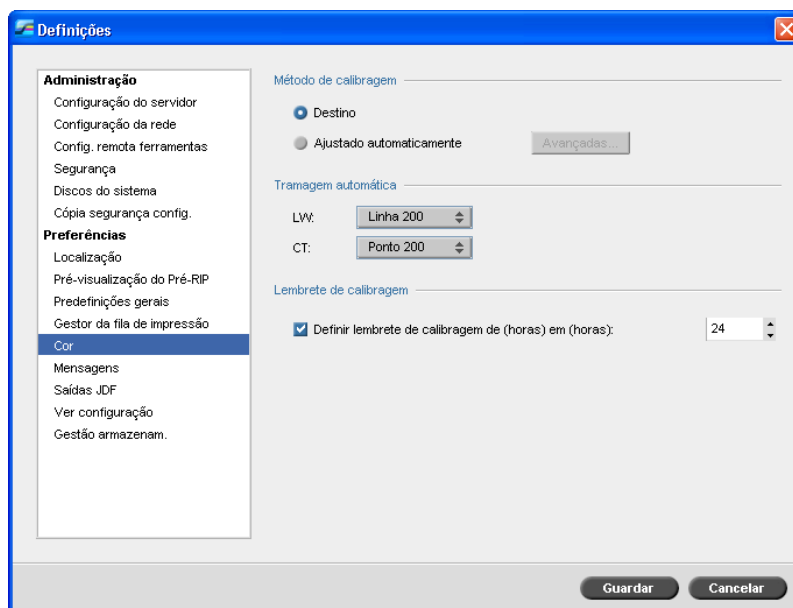 Definições
Administração
Configuração do servidor
Configuração da rede
Config. remota ferramentas
Segurança
Discos do sistema
Cópia segurança config.
Preferências
Localização
Pré-visualização do Pré-RIP
Predefinições gerais
Gestor da fila de impressão
Cor
Mensagens
Saídas JDF
Ver configuração
Gestão armazenam.
Método de calibragem
Destino
Ajustado automaticamente
Avançadas...
Tramagem automática
LW: Linha 200
CT: Ponto 200
Lembrete de calibragem
Definir lembrete de calibragem de (horas) em (horas): 24
Guardar Cancelar